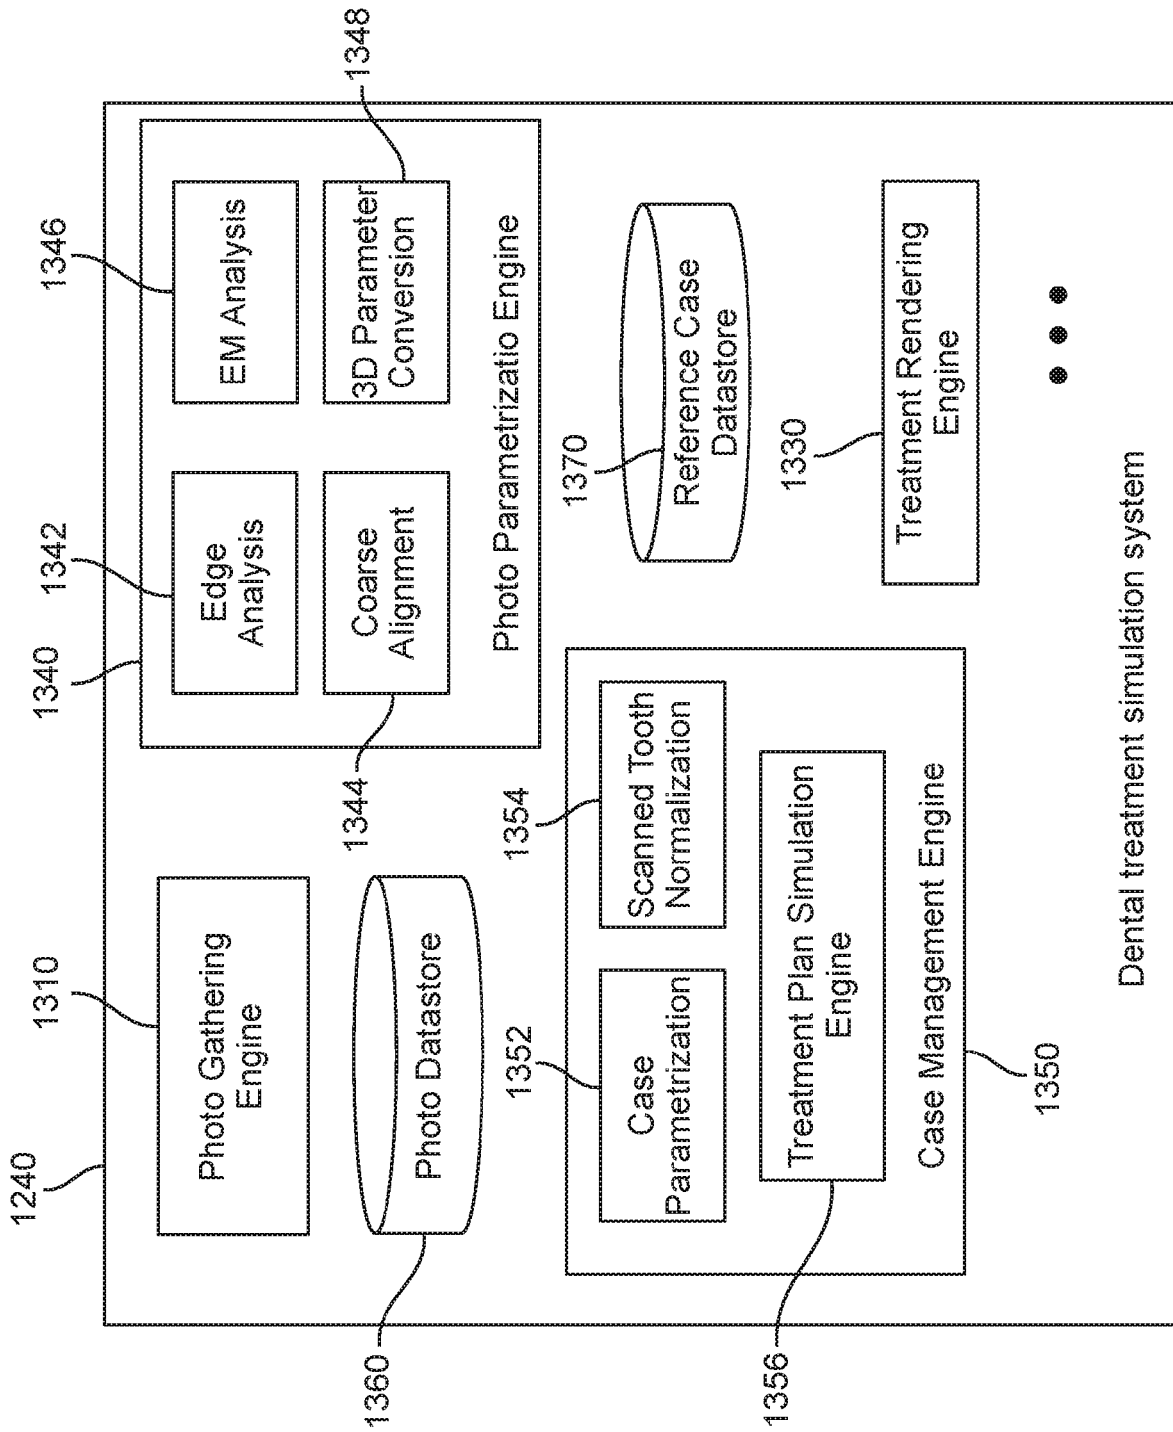 1240
1310
Photo Gathering
Engine
1340
1342
Edge
Analysis
1346
EM Analysis
1344
Coarse
Alignment
1348
3D Parameter
Conversion
Photo Parametrizatio Engine
1360
Photo Datastore
1352
Case
Parametrization
1354
Scanned Tooth
Normalization
1356
Treatment Plan Simulation
Engine
Case Management Engine
1350
1370
Reference Case
Datastore
1330
Treatment Rendering
Engine
Dental treatment simulation system